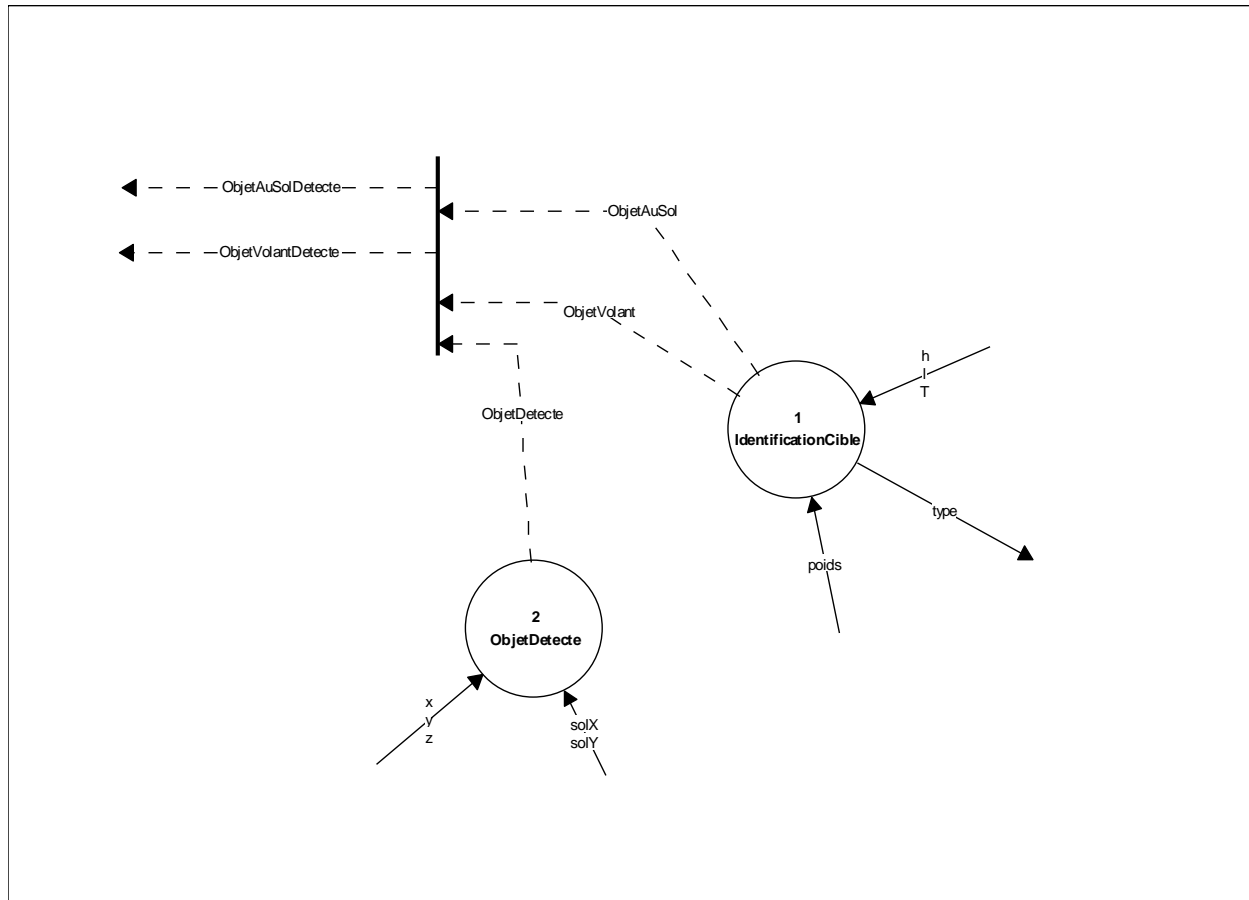 ObjetAuSolDetecte
ObjetAuSol
ObjetVolantDetecte
ObjetVolant
h
l
T
ObjetDetecte
1
IdentificationCible
type
poids
2
ObjetDetecte
x
y
z
solX
solY